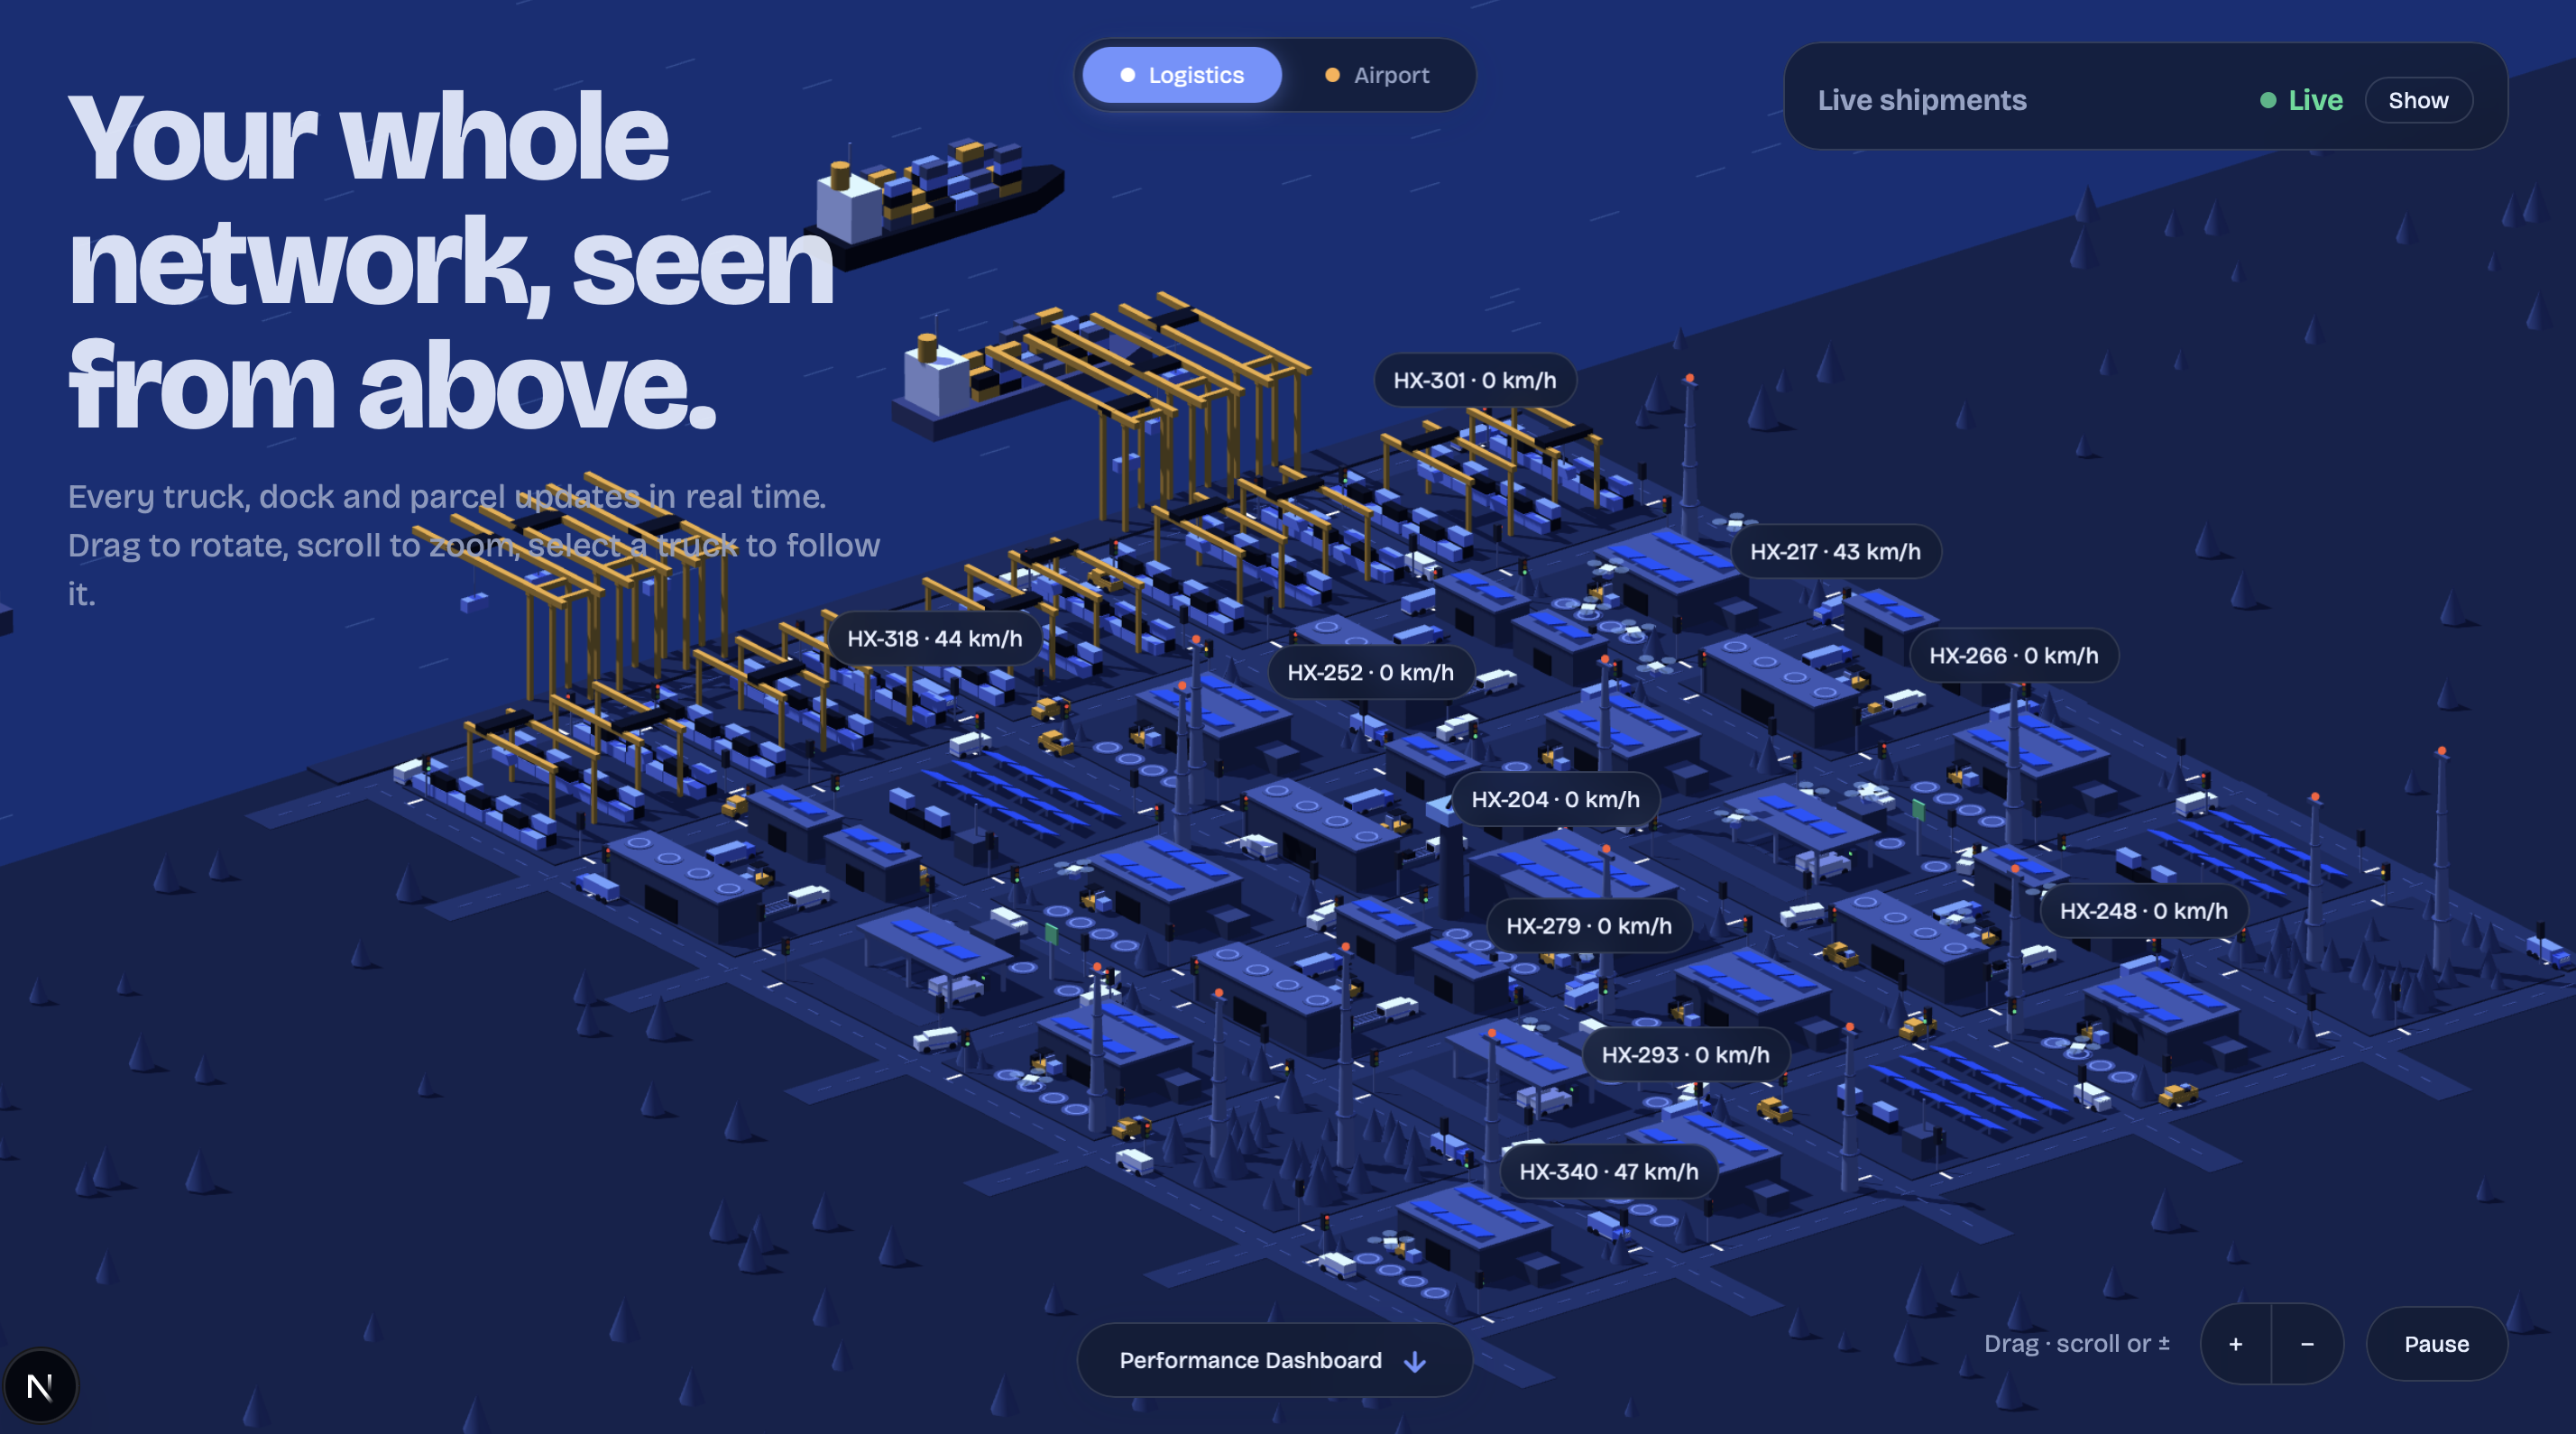 Your whole
network, seen
from above.
Every truck, dock and parcel updates in real time.
Drag to rotate, scroll to zoom, select a truck to follow
it.
Logistics
Airport
Live shipments
Live
Show
HX-301 · 0 km/h
HX-217 · 43 km/h
HX-318 · 44 km/h
HX-252 · 0 km/h
HX-266 · 0 km/h
HX-204 · 0 km/h
HX-279 · 0 km/h
HX-248 · 0 km/h
HX-293 · 0 km/h
HX-340 · 47 km/h
Performance Dashboard ↓
Drag · scroll or ±
+
−
Pause
N